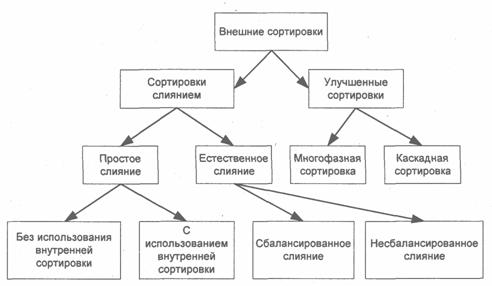 Внешние сортировки
Сортировки
слиянием
Улучшенные
сортировки
Простое
слияние
Естественное
слияние
Многофазная
сортировка
Каскадная
сортировка
Без использования
внутренней
сортировки
С
использованием
внутренней
сортировки
Сбалансированное
слияние
Несбалансированное
слияние